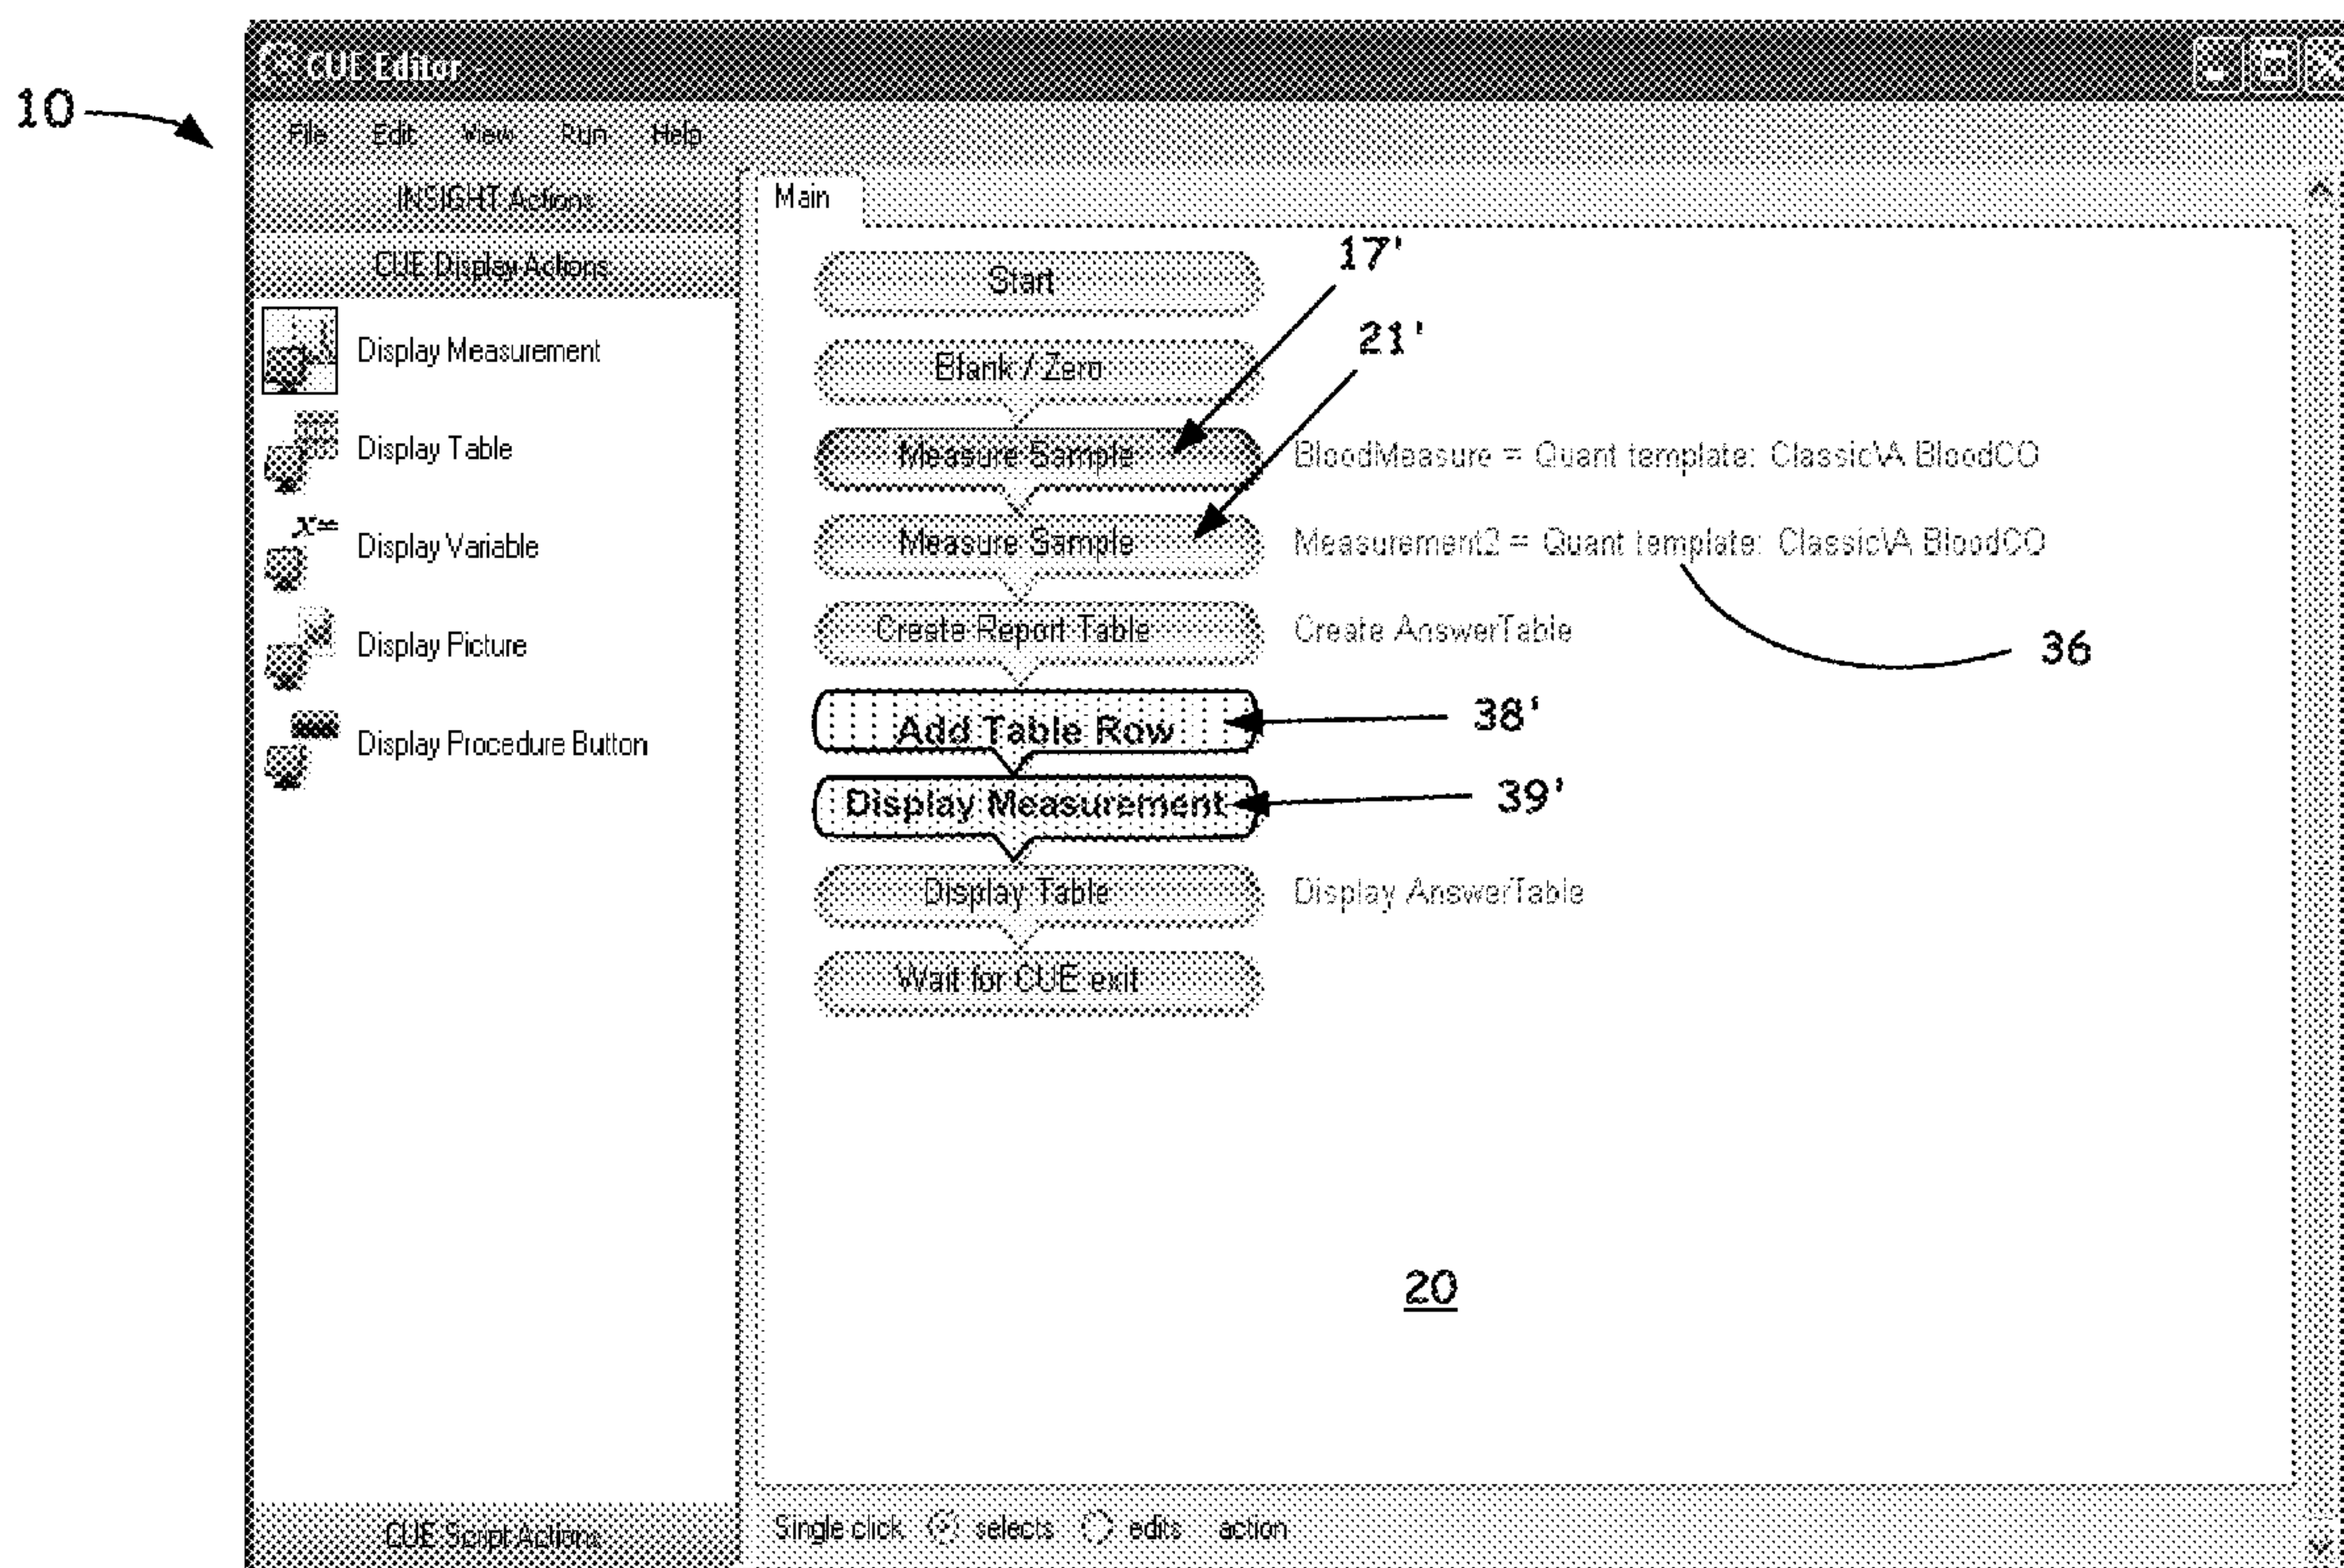 CUE Editor -
10
File Edit View Run Help
INSIGHT Actions
CUE Display Actions
Display Measurement
Display Table
x=
Display Variable
Display Picture
Display Procedure Button
CUE Script Actions
Main
Start
17'
Blank / Zero
21'
Measure Sample BloodMeasure = Quant template: Classic\A BloodCO
Measure Sample Measurement2 = Quant template: Classic\A BloodCO
Create Report Table Create AnswerTable
36
Add Table Row 38'
Display Measurement 39'
Display Table Display AnswerTable
Wait for CUE exit
20
Single click selects edits action